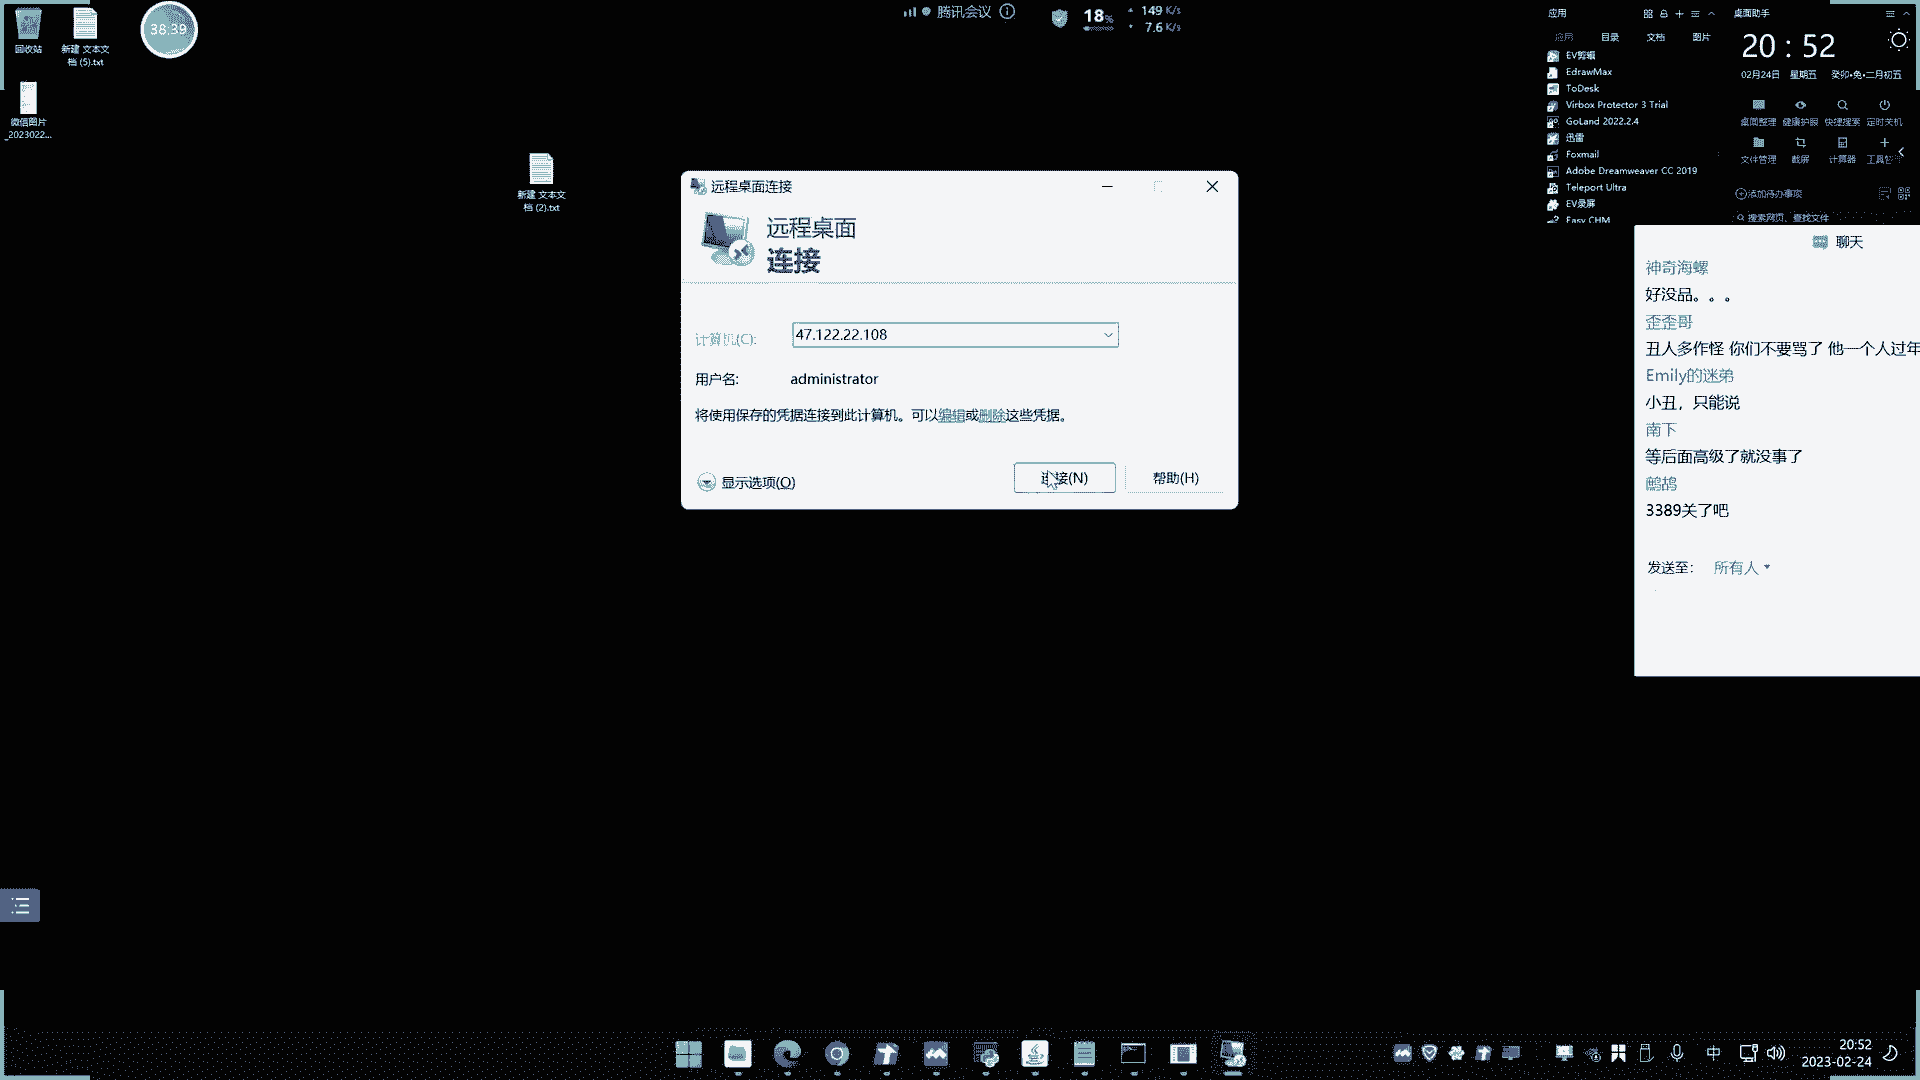 回收站
新建 文本文
档 (5).txt
38:39
微信图片
_2023022...
新建 文本文
档 (2).txt
腾讯会议
18%
149 K/s
7.6 K/s
应用
应用 目录 文档 图片
EV剪辑
EdrawMax
ToDesk
Virbox Protector 3 Trial
GoLand 2022.2.4
迅雷
Foxmail
Adobe Dreamweaver CC 2019
Teleport Ultra
EV录屏
Easy CHM
桌面助手
20 : 52
02月24日 星期五 癸卯•兔•二月初五
桌面整理 健康护眼 快捷搜索 定时关机
文件管理 截屏 计算器
添加待办事项
搜索网页、查找文件
远程桌面连接
远程桌面
连接
计算机(C):
47.122.22.108
用户名:
administrator
将使用保存的凭据连接到此计算机。可以编辑或删除这些凭据。
显示选项(O)
连接(N)
帮助(H)
聊天
神奇海螺
好没品。。。
歪歪哥
丑人多作怪 你们不要骂了 他一个人过年
Emily的迷弟
小丑，只能说
南下
等后面高级了就没事了
鹧鸪
3389关了吧
发送至: 所有人
中
20:52
2023-02-24